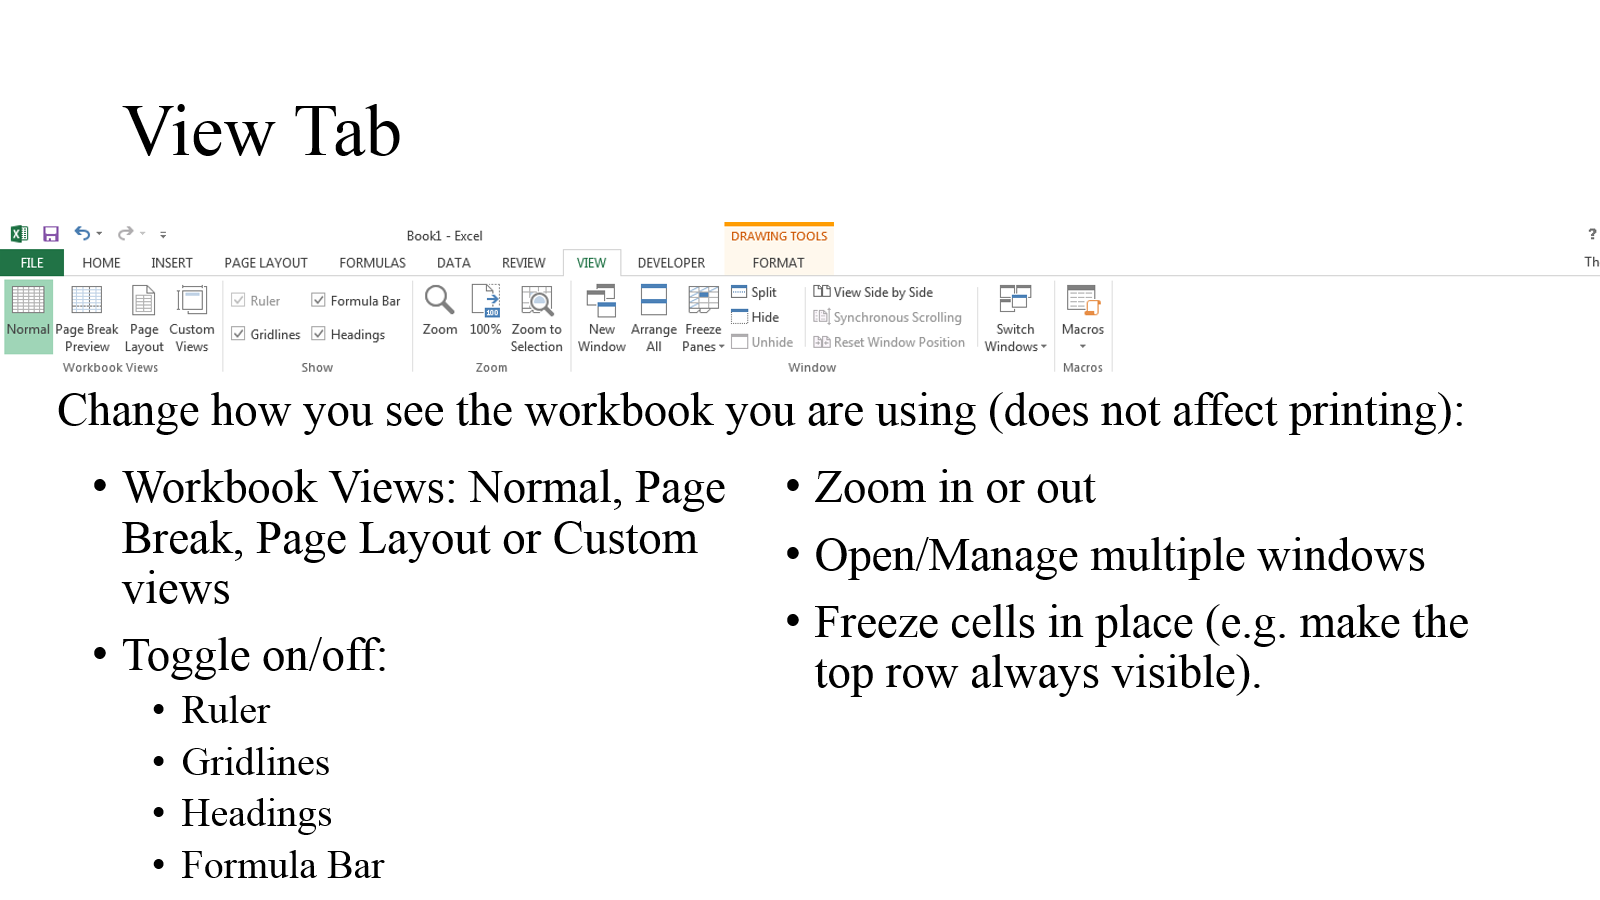 View Tab
Book1 - Excel
DRAWING TOOLS
?
FILE HOME INSERT PAGE LAYOUT FORMULAS DATA REVIEW VIEW DEVELOPER FORMAT
Th
Normal Page Break Preview Page Layout Custom Views
Workbook Views
Ruler Formula Bar
Gridlines Headings
Show
Zoom 100% Zoom to Selection
Zoom
New Window Arrange All Freeze Panes
Split View Side by Side
Hide Synchronous Scrolling
Unhide Reset Window Position
Switch Windows
Window
Macros
Macros
Change how you see the workbook you are using (does not affect printing):
• Workbook Views: Normal, Page
Break, Page Layout or Custom
views
• Toggle on/off:
• Ruler
• Gridlines
• Headings
• Formula Bar
• Zoom in or out
• Open/Manage multiple windows
• Freeze cells in place (e.g. make the
top row always visible).